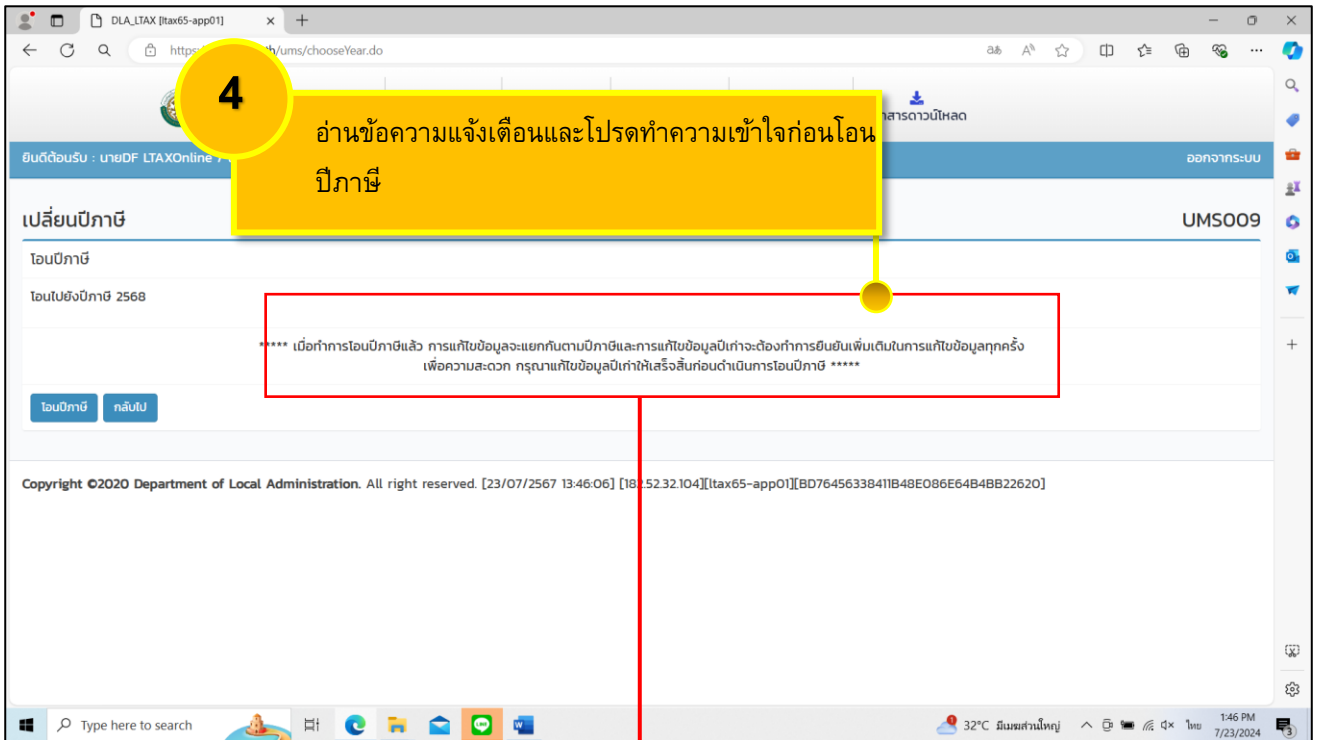 DLA_LTAX [ltax65-app01]
https /ums/chooseYear.do
4
อ่านข้อความแจ้งเตือนและโปรดทำความเข้าใจก่อนโอน
ปีภาษี
ยินดีต้อนรับ : นายDF LTAXOnline
ออกจากระบบ
เปลี่ยนปีภาษี
UMS009
โอนปีภาษี
โอนไปยังปีภาษี 2568
***** เมื่อทำการโอนปีภาษีแล้ว การแก้ไขข้อมูลจะแยกกันตามปีภาษีและการแก้ไขข้อมูลปีเก่าจะต้องทำการยืนยันเพิ่มเติมในการแก้ไขข้อมูลทุกครั้ง
เพื่อความสะดวก กรุณาแก้ไขข้อมูลปีเก่าให้เสร็จสิ้นก่อนดำเนินการโอนปีภาษี *****
โอนปีภาษี กลับไป
Copyright ©2020 Department of Local Administration. All right reserved. [23/07/2567 13:46:06] [182.52.32.104][ltax65-app01][BD76456338411B48E086E64B4BB22620]
Type here to search
32°C มีเมฆส่วนใหญ่
ไทย
1:46 PM
7/23/2024